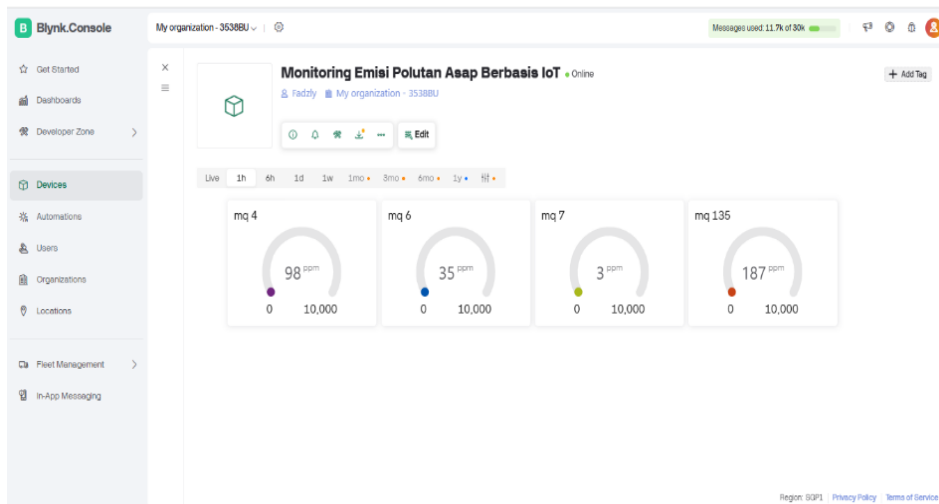 B Blynk.Console
My organization - 3538BU
Messages used: 11.7k of 30k
Get Started
Dashboards
Developer Zone
Devices
Automations
Users
Organizations
Locations
Fleet Management
In-App Messaging
Monitoring Emisi Polutan Asap Berbasis IoT Online
Fadzly My organization - 3538BU
Add Tag
Edit
Live 1h 6h 1d 1w 1mo 3mo 6mo 1y
mq 4
98 ppm
0 10,000
mq 6
35 ppm
0 10,000
mq 7
3 ppm
0 10,000
mq 135
187 ppm
0 10,000
Region: SGP1 Privacy Policy Terms of Service